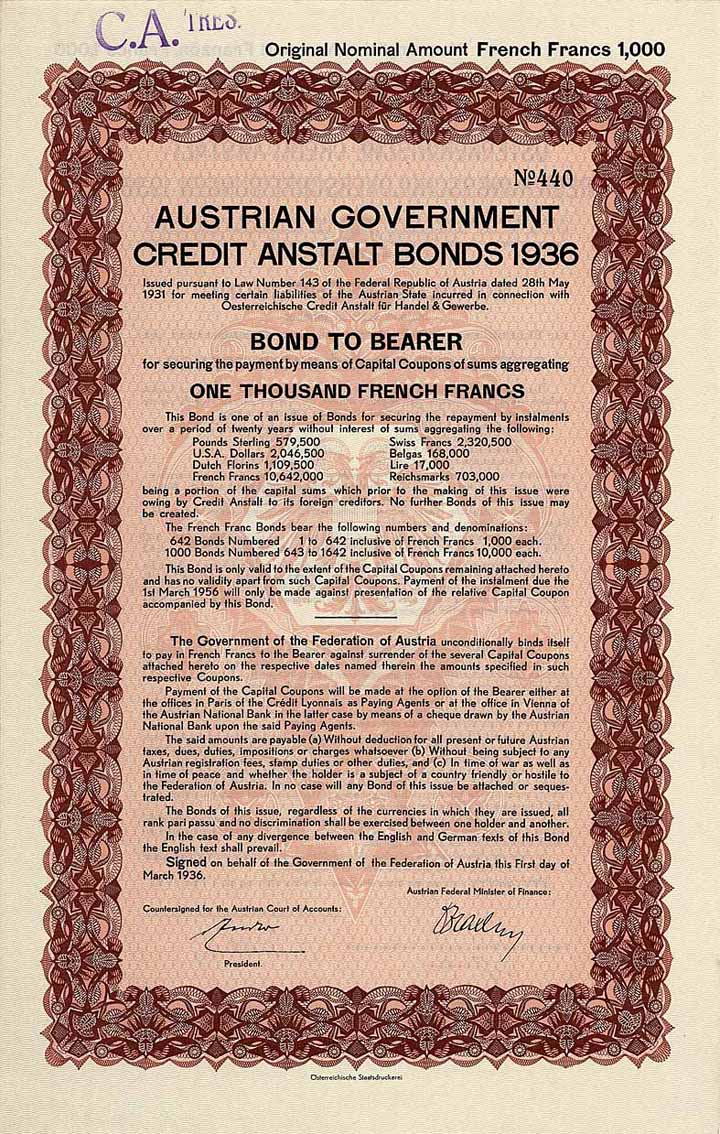 C.A. TRES.
Original Nominal Amount French Francs 1,000
№440
AUSTRIAN GOVERNMENT
CREDIT ANSTALT BONDS 1936
Issued pursuant to Law Number 143 of the Federal Republic of Austria dated 28th May
1931 for meeting certain liabilities of the Austrian State incurred in connection with
Oesterreichische Credit Anstalt für Handel & Gewerbe.
BOND TO BEARER
for securing the payment by means of Capital Coupons of sums aggregating
ONE THOUSAND FRENCH FRANCS
This Bond is one of an issue of Bonds for securing the repayment by instalments
over a period of twenty years without interest of sums aggregating the following:
Pounds Sterling 579,500 Swiss Francs 2,320,500
U.S.A. Dollars 2,046,500 Belgas 168,000
Dutch Florins 1,109,500 Lire 17,000
French Francs 10,642,000 Reichsmarks 703,000
being a portion of the capital sums which prior to the making of this issue were
owing by Credit Anstalt to its foreign creditors. No further Bonds of this issue may
be created.
The French Franc Bonds bear the following numbers and denominations:
642 Bonds Numbered 1 to 642 inclusive of French Francs 1,000 each.
1000 Bonds Numbered 643 to 1642 inclusive of French Francs 10,000 each.
This Bond is only valid to the extent of the Capital Coupons remaining attached hereto
and has no validity apart from such Capital Coupons. Payment of the instalment due the
1st March 1956 will only be made against presentation of the relative Capital Coupon
accompanied by this Bond.
The Government of the Federation of Austria unconditionally binds itself
to pay in French Francs to the Bearer against surrender of the several Capital Coupons
attached hereto on the respective dates named therein the amounts specified in such
respective Coupons.
Payment of the Capital Coupons will be made at the option of the Bearer either at
the offices in Paris of the Crédit Lyonnais as Paying Agents or at the office in Vienna of
the Austrian National Bank in the latter case by means of a cheque drawn by the Austrian
National Bank upon the said Paying Agents.
The said amounts are payable (a) Without deduction for all present or future Austrian
taxes, dues, duties, impositions or charges whatsoever (b) Without being subject to any
Austrian registration fees, stamp duties or other duties, and (c) In time of war as well as
in time of peace and whether the holder is a subject of a country friendly or hostile to
the Federation of Austria. In no case will any Bond of this issue be attached or seques-
trated.
The Bonds of this issue, regardless of the currencies in which they are issued, all
rank pari passu and no discrimination shall be exercised between one holder and another.
In the case of any divergence between the English and German texts of this Bond
the English text shall prevail.
Signed on behalf of the Government of the Federation of Austria this First day of
March 1936.
Austrian Federal Minister of Finance:
Countersigned for the Austrian Court of Accounts:
President.
Österreichische Staatsdruckerei